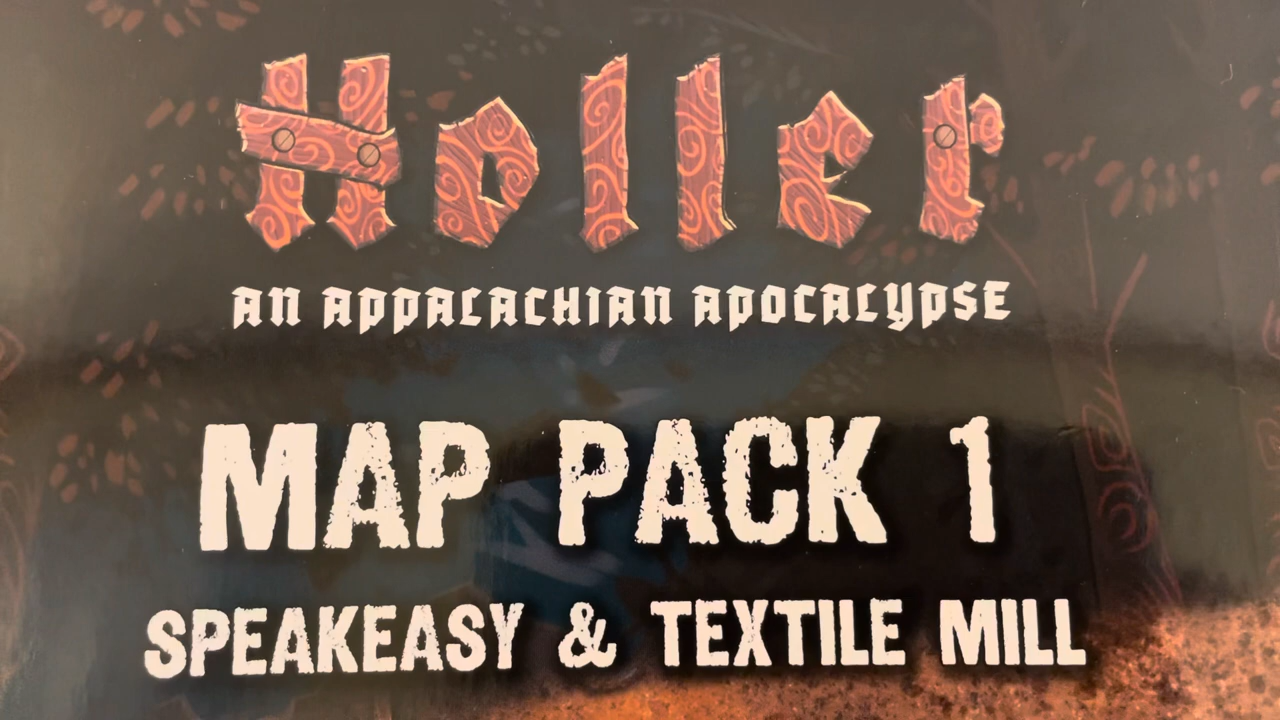 Holler
AN APPALACHIAN APOCALYPSE
MAP PACK 1
SPEAKEASY & TEXTILE MILL